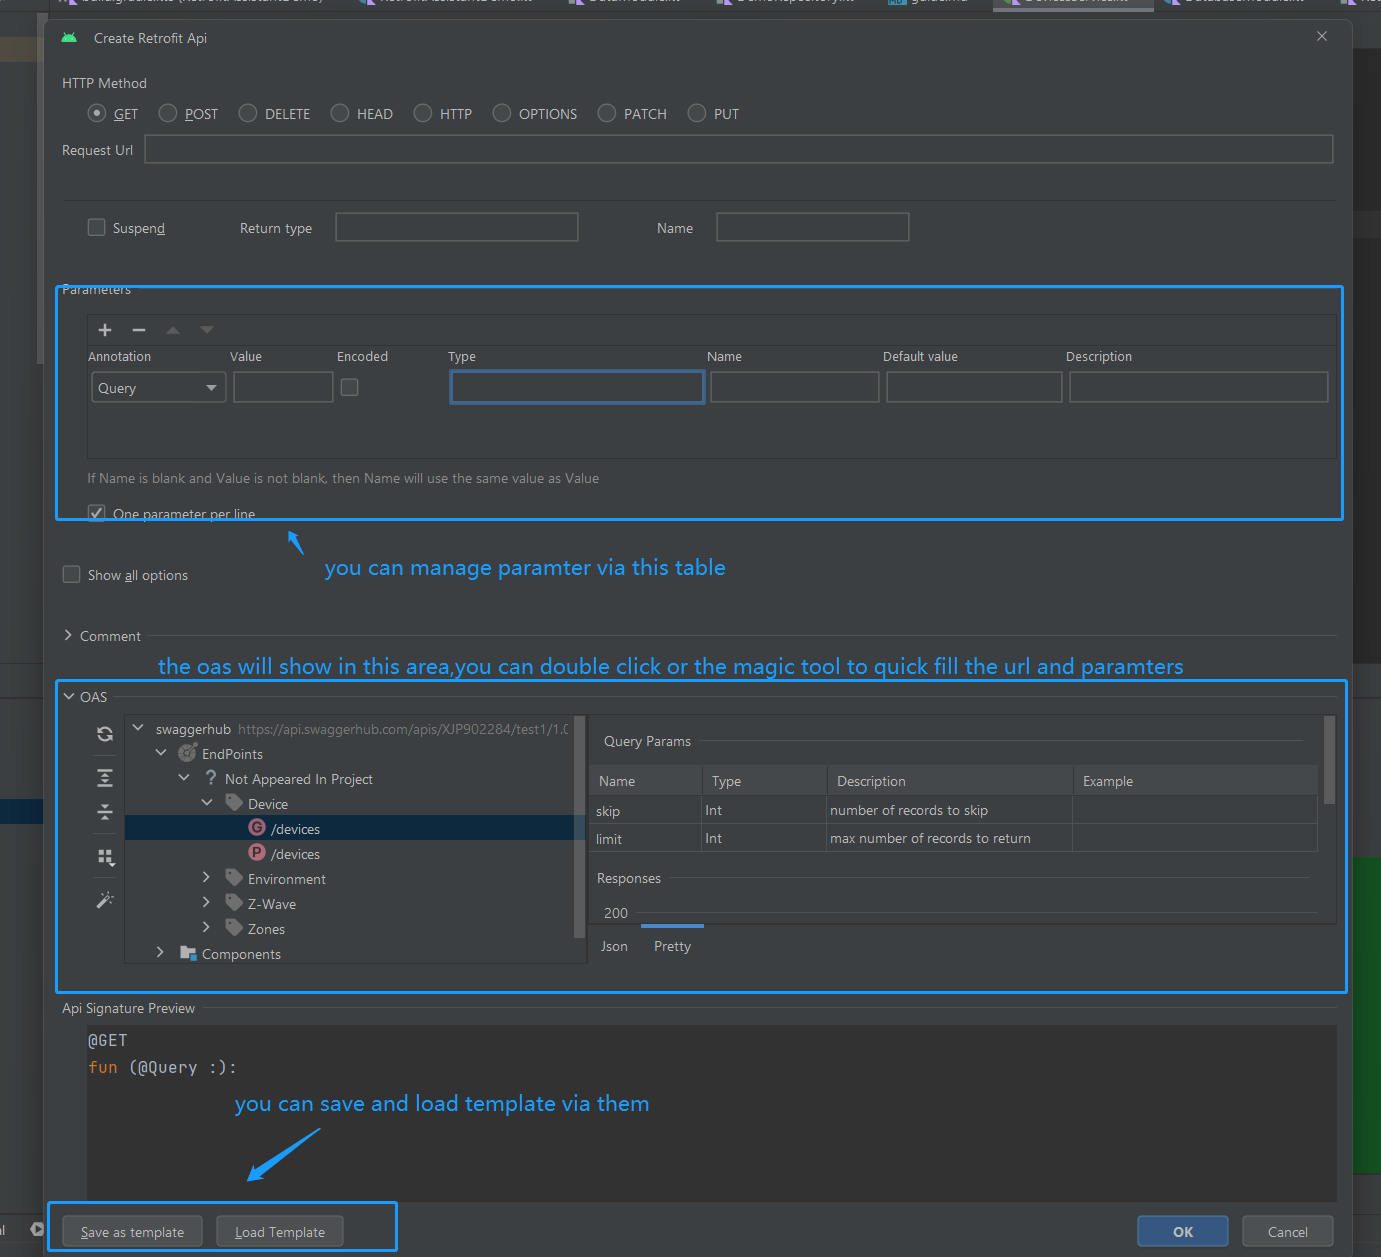 Create Retrofit Api
HTTP Method
GET POST DELETE HEAD HTTP OPTIONS PATCH PUT
Request Url
Suspend Return type Name
Parameters
Annotation Value Encoded Type Name Default value Description
Query
If Name is blank and Value is not blank, then Name will use the same value as Value
One parameter per line
you can manage paramter via this table
Show all options
Comment
the oas will show in this area,you can double click or the magic tool to quick fill the url and paramters
OAS
swaggerhub https://api.swaggerhub.com/apis/XJP902284/test1/1.0
EndPoints
? Not Appeared In Project
Device
G /devices
P /devices
Environment
Z-Wave
Zones
Components
Query Params
Name Type Description Example
skip Int number of records to skip
limit Int max number of records to return
Responses
200
Json Pretty
Api Signature Preview
@GET
fun (@Query :):
you can save and load template via them
Save as template Load Template OK Cancel